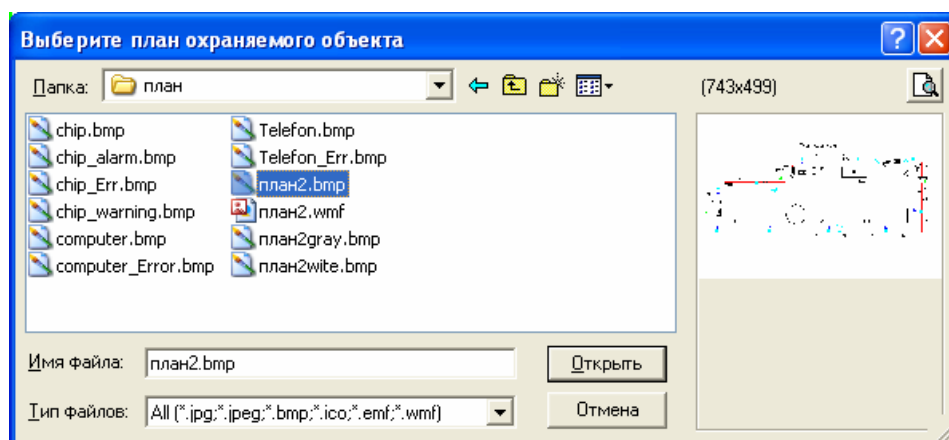 Выберите план охраняемого объекта
Папка: план (743x499)
chip.bmp
chip_alarm.bmp
chip_Err.bmp
chip_warning.bmp
computer.bmp
computer_Error.bmp
Telefon.bmp
Telefon_Err.bmp
план2.bmp
план2.wmf
план2gray.bmp
план2wite.bmp
Имя файла: план2.bmp Открыть
Тип файлов: All (*.jpg;*.jpeg;*.bmp;*.ico;*.emf;*.wmf) Отмена